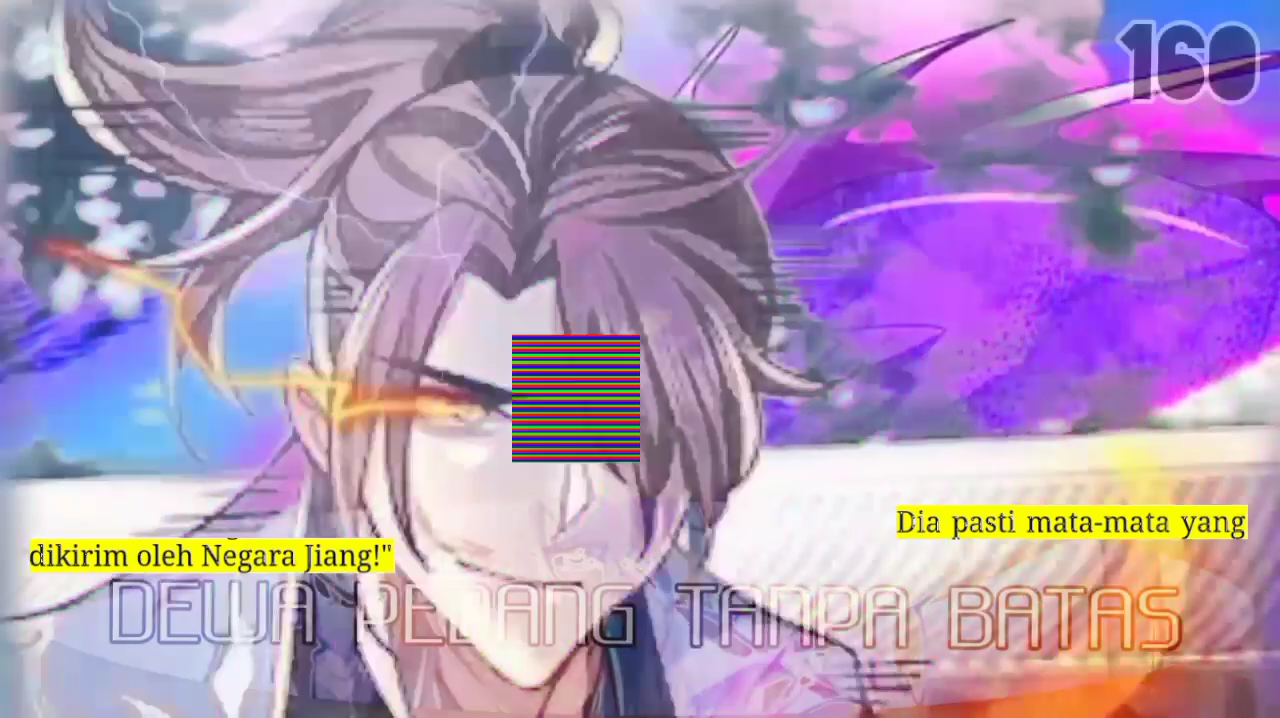 160
Dia pasti mata-mata yang
dikirim oleh Negara Jiang!"
DEWA PEDANG TANPA BATAS